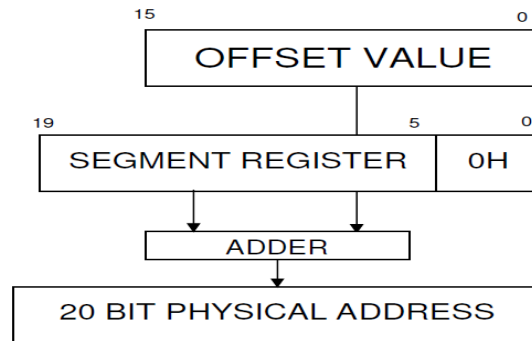 15 0
OFFSET VALUE
19 5 0
SEGMENT REGISTER 0H
ADDER
20 BIT PHYSICAL ADDRESS